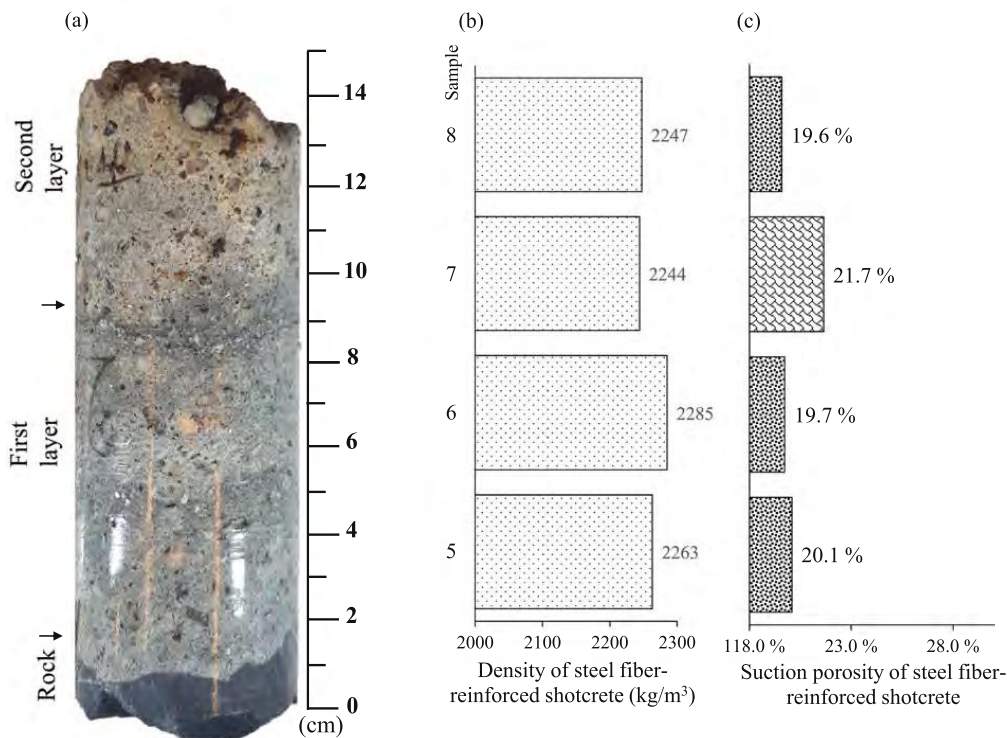 (a)
Second
layer
First
layer
Rock
14
12
10
8
6
4
2
0
(cm)
(b)
Sample
8
7
6
5
2247
2244
2285
2263
2000
2100
2200
2300
Density of steel fiber-
reinforced shotcrete (kg/m³)
(c)
19.6 %
21.7 %
19.7 %
20.1 %
118.0 %
23.0 %
28.0 %
Suction porosity of steel fiber-
reinforced shotcrete